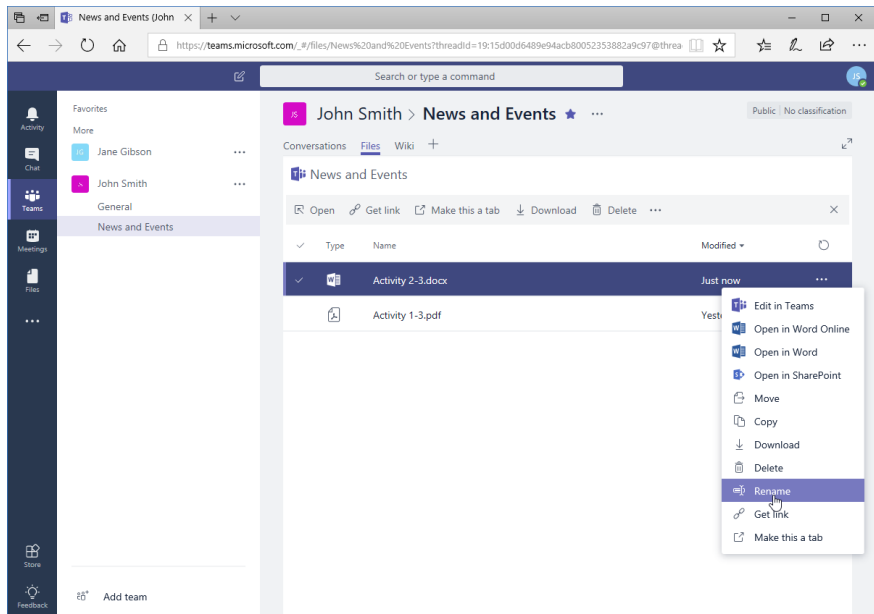 News and Events (John
https://teams.microsoft.com/_#/files/News%20and%20Events?threadId=19:15d00d6489e94acb80052353882a9c97@threa
Search or type a command
JS
Activity
Chat
Teams
Meetings
Files
Store
Feedback
Favorites
More
JG Jane Gibson
JS John Smith
General
News and Events
Add team
JS John Smith > News and Events
Public | No classification
Conversations Files Wiki
News and Events
Open Get link Make this a tab Download Delete
Type Name Modified
Activity 2-3.docx Just now
Activity 1-3.pdf Yest
Edit in Teams
Open in Word Online
Open in Word
Open in SharePoint
Move
Copy
Download
Delete
Rename
Get link
Make this a tab